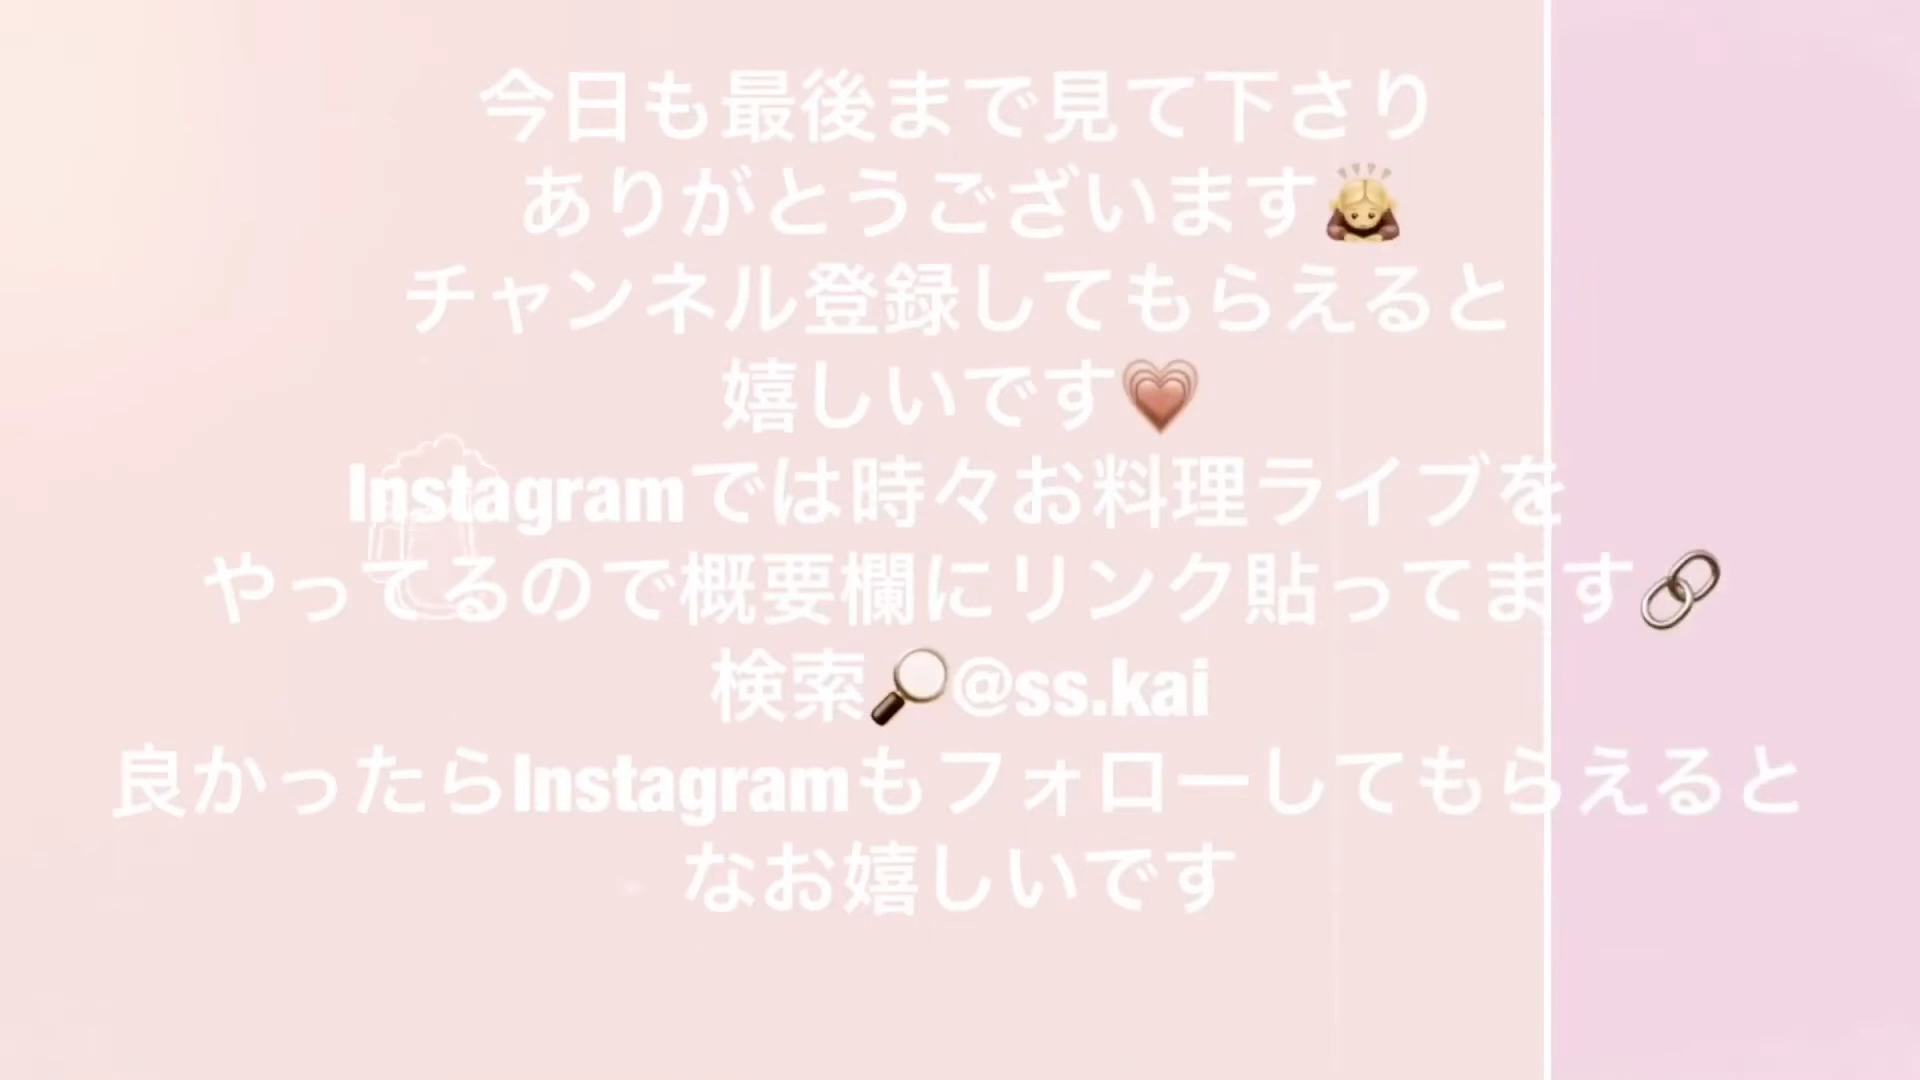 今日も最後まで見て下さり
ありがとうございます🙇‍♀️
チャンネル登録してもらえると
嬉しいです💗
Instagramでは時々お料理ライブを
やってるので概要欄にリンク貼ってます🔗
検索🔎@ss.kai
良かったらInstagramもフォローしてもらえると
なお嬉しいです